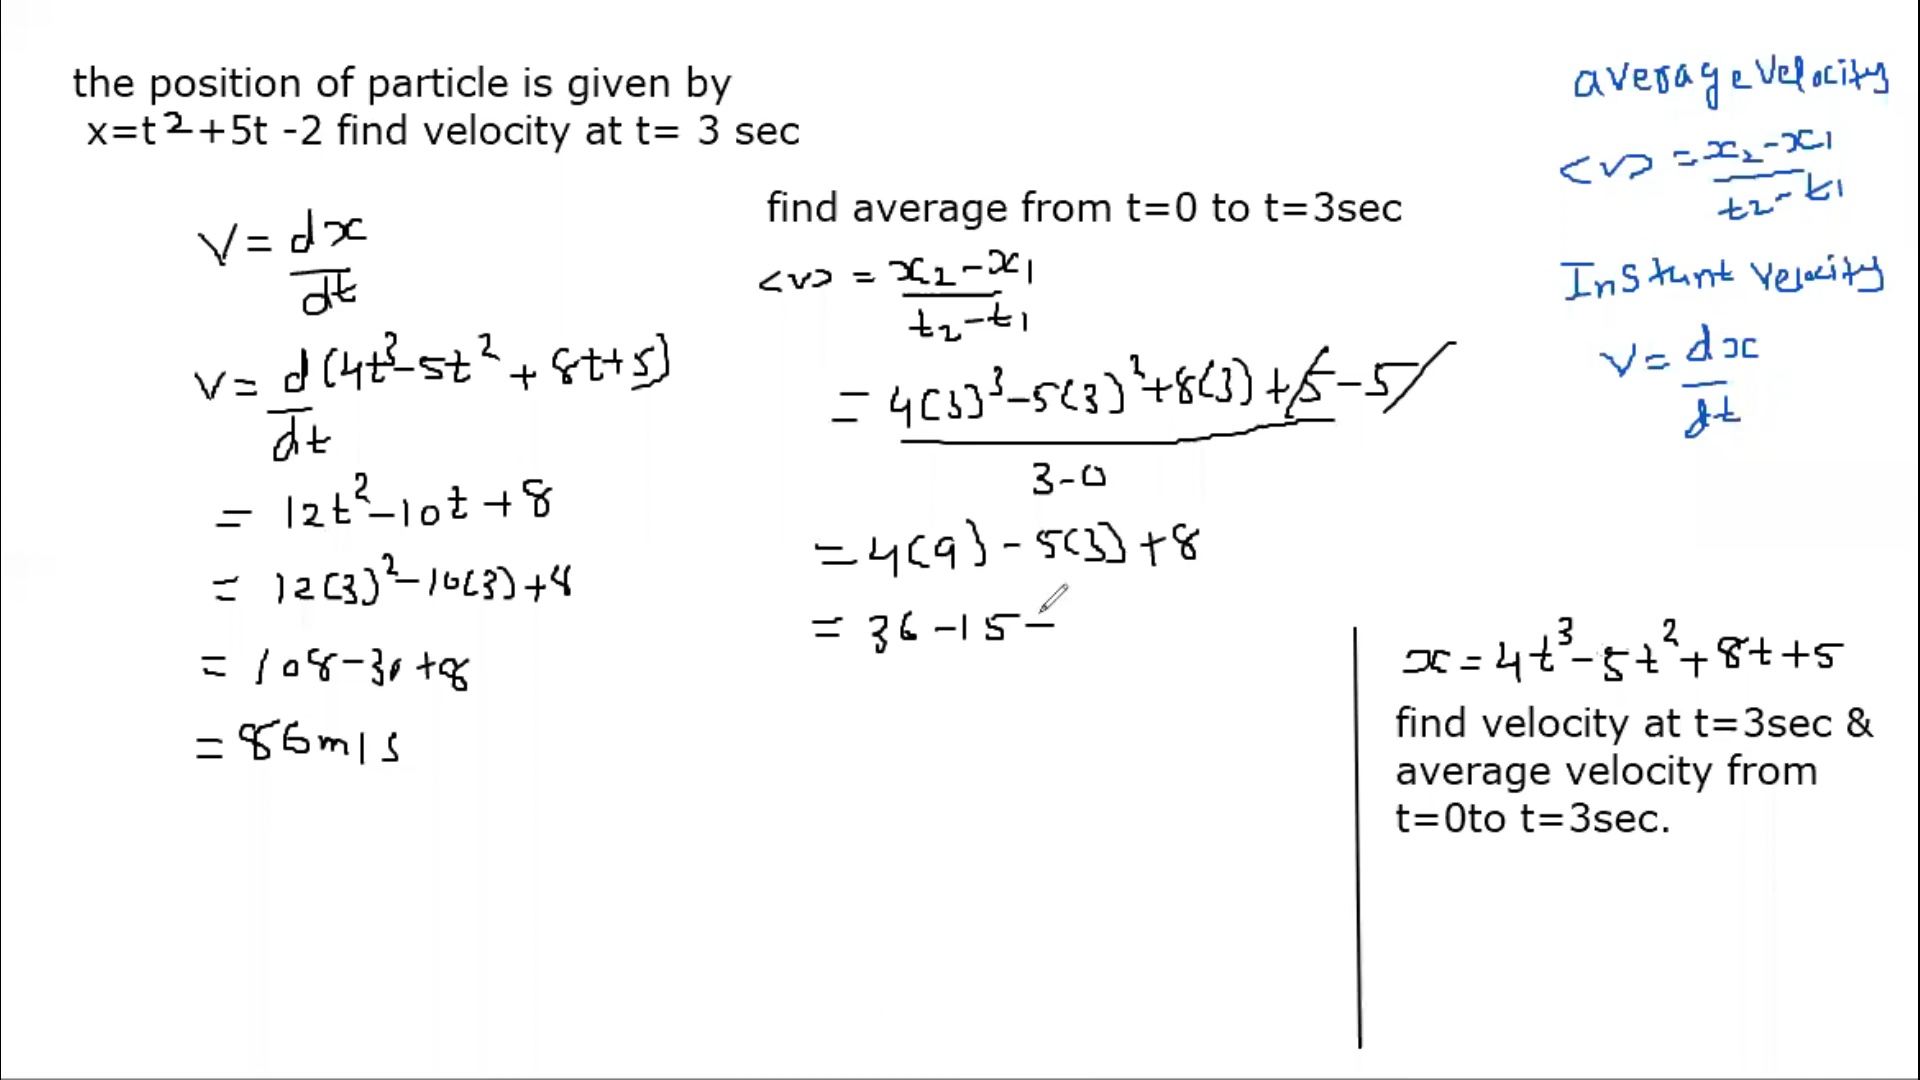 the position of particle is given by
x=t²+5t -2 find velocity at t= 3 sec
V = dx
dt
V = d (4t³-5t² + 8t+5)
dt
= 12t²-10t+8
= 12(3)²-10(3)+8
= 108-30+8
= 86m/s
find average from t=0 to t=3sec
<v> = x₂-x₁
t₂-t₁
= 4(3)³-5(3)²+8(3)+5-5
3-0
= 4(9) - 5(3) +8
= 36-15-
average velocity
<v> = x₂-x₁
t₂-t₁
Instunt velocity
V = dx
dt
x = 4t³-5t²+8t+5
find velocity at t=3sec &
average velocity from
t=0to t=3sec.